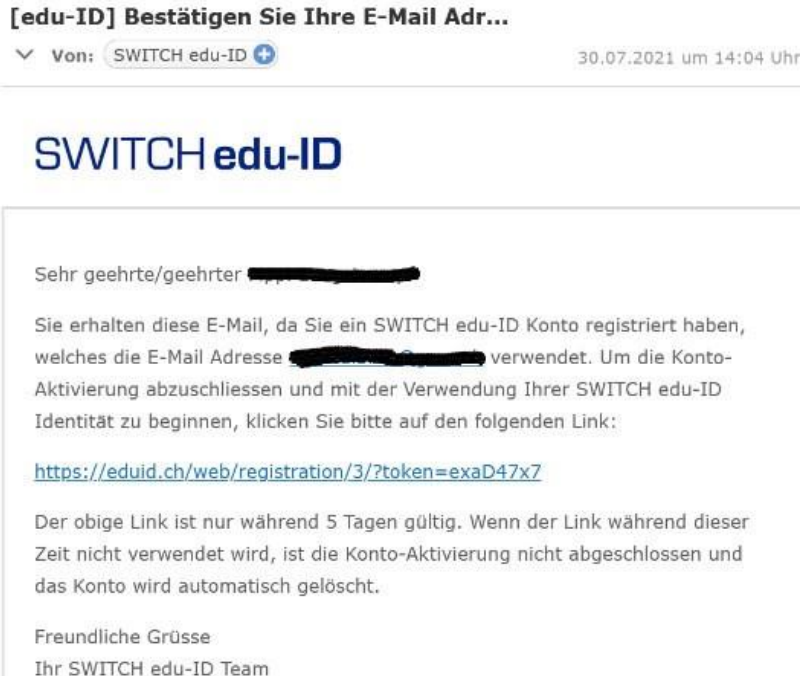 [edu-ID] Bestätigen Sie Ihre E-Mail Adr...
Von: SWITCH edu-ID
30.07.2021 um 14:04 Uhr
SWITCH edu-ID
Sehr geehrte/geehrter
Sie erhalten diese E-Mail, da Sie ein SWITCH edu-ID Konto registriert haben,
welches die E-Mail Adresse verwendet. Um die Konto-
Aktivierung abzuschliessen und mit der Verwendung Ihrer SWITCH edu-ID
Identität zu beginnen, klicken Sie bitte auf den folgenden Link:
https://eduid.ch/web/registration/3/?token=exaD47x7
Der obige Link ist nur während 5 Tagen gültig. Wenn der Link während dieser
Zeit nicht verwendet wird, ist die Konto-Aktivierung nicht abgeschlossen und
das Konto wird automatisch gelöscht.
Freundliche Grüsse
Ihr SWITCH edu-ID Team